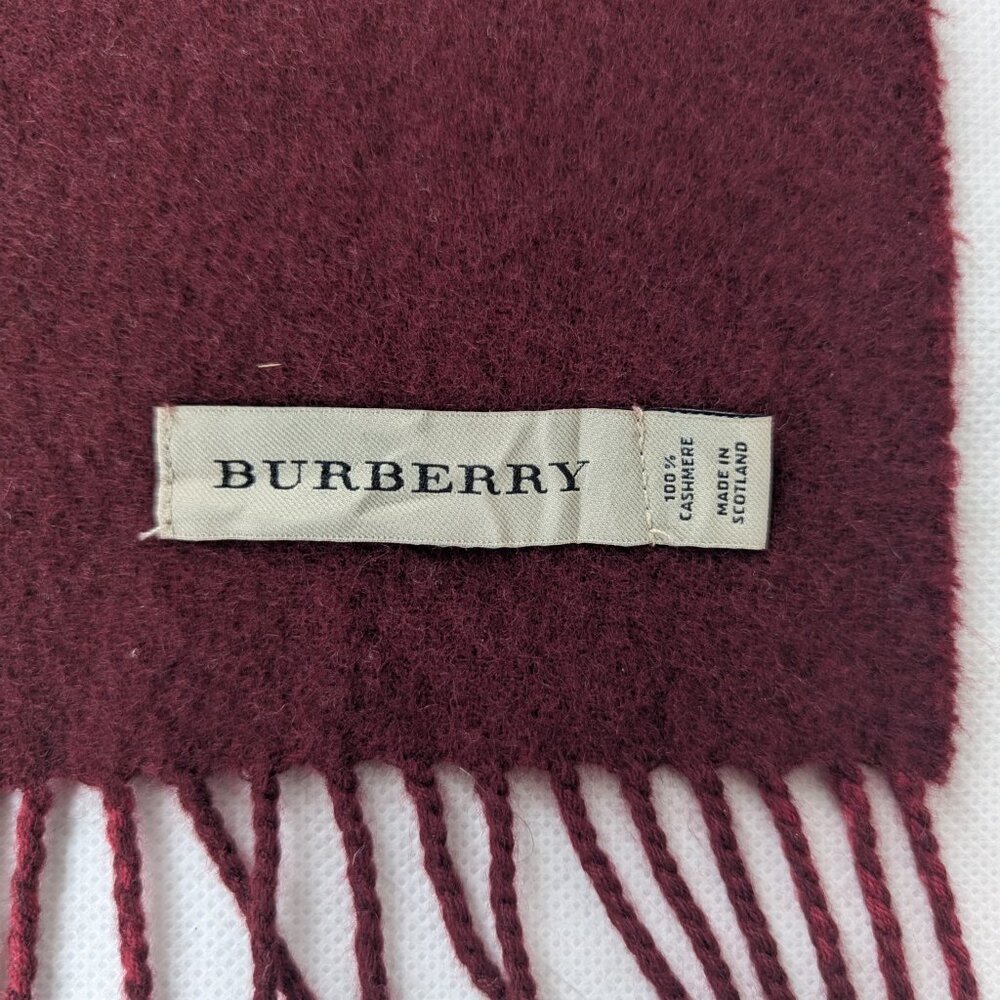 BURBERRY
100 %
CASHMERE
MADE IN
SCOTLAND